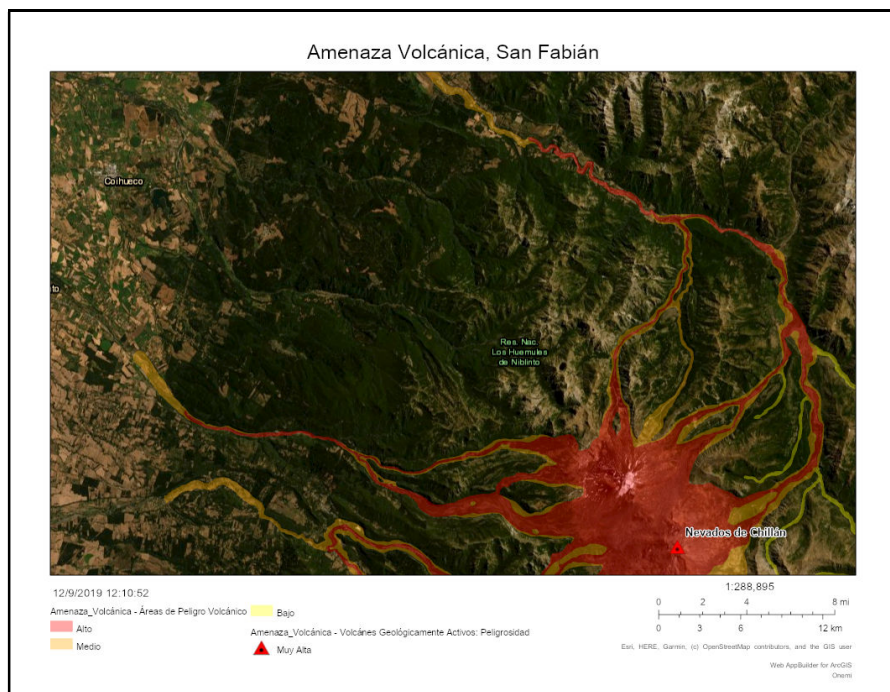 Amenaza Volcánica, San Fabián
Coihueco
to
Res. Nac.
Los Huemules
de Niblinto
Nevados de Chillán
12/9/2019 12:10:52
Amenaza_Volcánica - Áreas de Peligro Volcánico
Alto
Medio
Bajo
Amenaza_Volcánica - Volcánes Geológicamente Activos: Peligrosidad
Muy Alta
1:288,895
0 2 4 8 mi
0 3 6 12 km
Esri, HERE, Garmin, (c) OpenStreetMap contributors, and the GIS user
Web AppBuilder for ArcGIS
Onemi